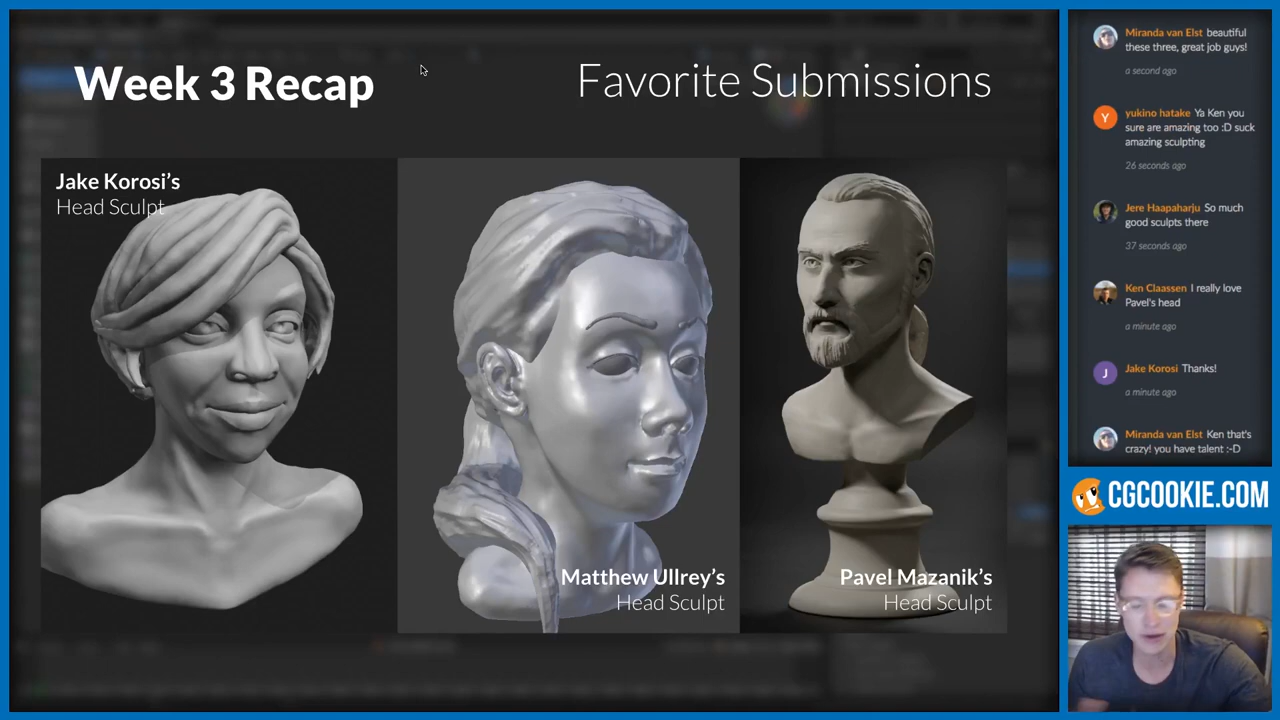 Week 3 Recap
Favorite Submissions
Jake Korosi's
Head Sculpt
Matthew Ullrey's
Head Sculpt
Pavel Mazanik's
Head Sculpt
Miranda van Elst beautiful
these three, great job guys!
a second ago
Y
yukino hatake Ya Ken you
sure are amazing too :D suck
amazing sculpting
26 seconds ago
Jere Haapaharju So much
good sculpts there
37 seconds ago
Ken Claassen I really love
Pavel's head
a minute ago
J
Jake Korosi Thanks!
a minute ago
Miranda van Elst Ken that's
crazy! you have talent :-D
CGCOOKIE.COM